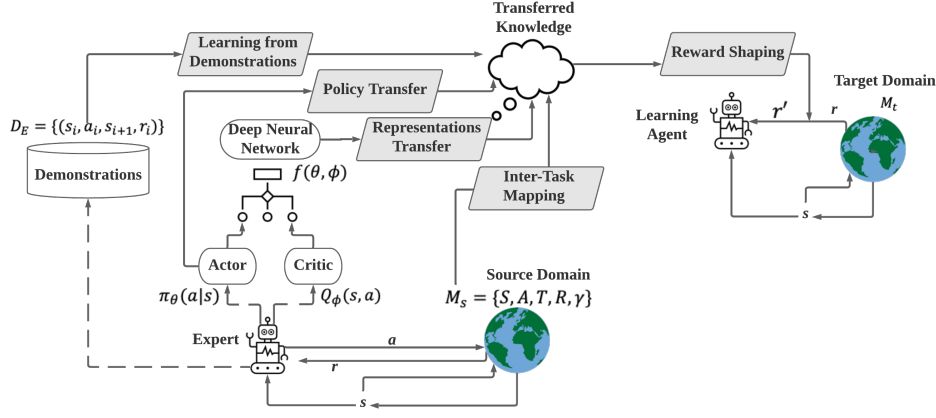 Transferred
Knowledge
Learning from
Demonstrations
Reward Shaping
Policy Transfer
Target Domain
M_t
D_E = {(s_i, a_i, s_{i+1}, r_i)}
Deep Neural
Network
Representations
Transfer
Learning
Agent
r'
r
Demonstrations
f(θ, ϕ)
Inter-Task
Mapping
s
Actor
Critic
π_θ(a|s)
Q_ϕ(s, a)
Source Domain
M_s = {S, A, T, R, γ}
Expert
a
r
s